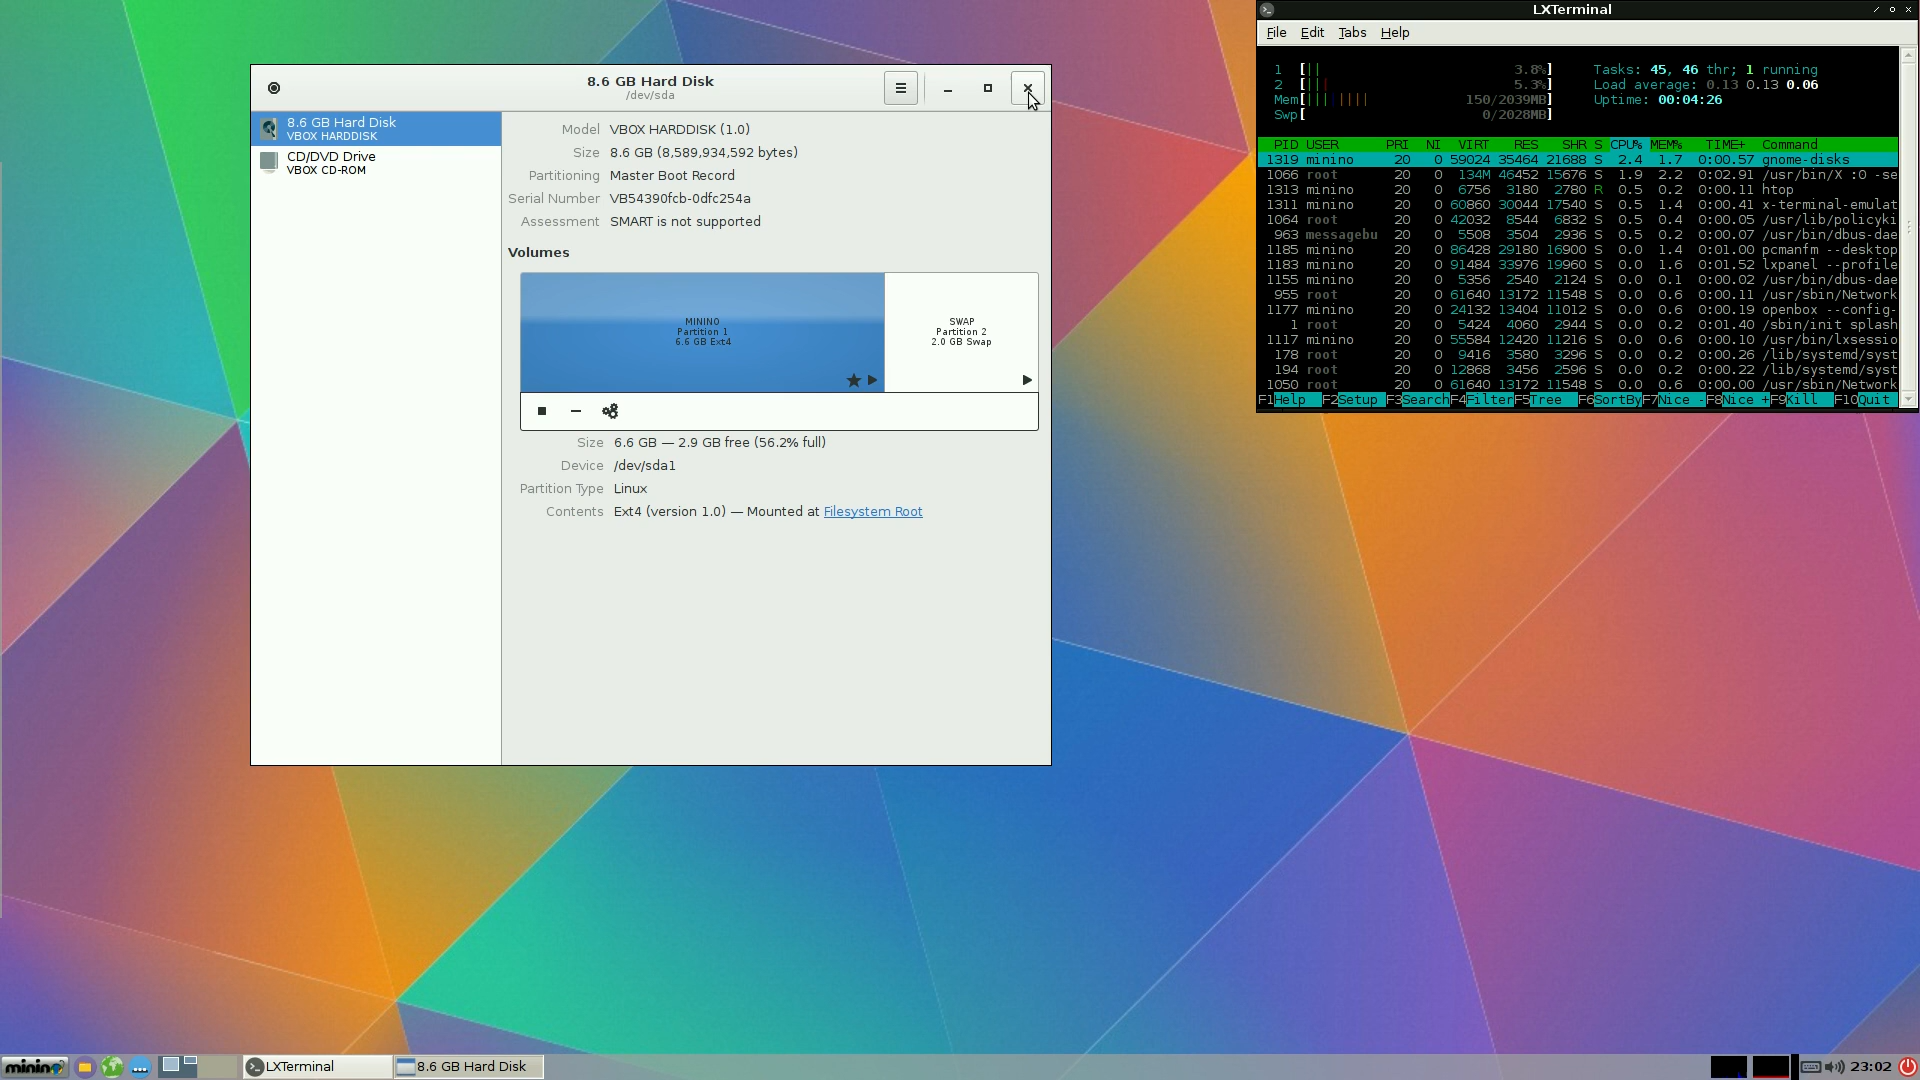 8.6 GB Hard Disk
/dev/sda
8.6 GB Hard Disk
VBOX HARDDISK
CD/DVD Drive
VBOX CD-ROM
Model VBOX HARDDISK (1.0)
Size 8.6 GB (8,589,934,592 bytes)
Partitioning Master Boot Record
Serial Number VB54390fcb-0dfc254a
Assessment SMART is not supported
Volumes
MININO
Partition 1
6.6 GB Ext4
SWAP
Partition 2
2.0 GB Swap
Size 6.6 GB — 2.9 GB free (56.2% full)
Device /dev/sda1
Partition Type Linux
Contents Ext4 (version 1.0) — Mounted at Filesystem Root
LXTerminal
File Edit Tabs Help
1 [|| 3.8%] Tasks: 45, 46 thr; 1 running
2 [||| 5.3%] Load average: 0.13 0.13 0.06
Mem[|||||||| 150/2039MB] Uptime: 00:04:26
Swp[ 0/2028MB]
PID USER PRI NI VIRT RES SHR S CPU% MEM% TIME+ Command
1319 minino 20 0 59024 35464 21688 S 2.4 1.7 0:00.57 gnome-disks
1066 root 20 0 134M 46452 15676 S 1.9 2.2 0:02.91 /usr/bin/X :0 -se
1313 minino 20 0 6756 3180 2780 R 0.5 0.2 0:00.11 htop
1311 minino 20 0 60860 30044 17540 S 0.5 1.4 0:00.41 x-terminal-emulat
1064 root 20 0 42032 8544 6832 S 0.5 0.4 0:00.05 /usr/lib/policyki
963 messagebu 20 0 5508 3504 2936 S 0.5 0.2 0:00.07 /usr/bin/dbus-dae
1185 minino 20 0 86428 29180 16900 S 0.0 1.4 0:01.00 pcmanfm --desktop
1183 minino 20 0 91484 33976 19960 S 0.0 1.6 0:01.52 lxpanel --profile
1155 minino 20 0 5356 2540 2124 S 0.0 0.1 0:00.02 /usr/bin/dbus-dae
955 root 20 0 61640 13172 11548 S 0.0 0.6 0:00.11 /usr/sbin/Network
1177 minino 20 0 24132 13404 11012 S 0.0 0.6 0:00.19 openbox --config-
1 root 20 0 5424 4060 2944 S 0.0 0.2 0:01.40 /sbin/init splash
1117 minino 20 0 55584 12420 11216 S 0.0 0.6 0:00.10 /usr/bin/lxsessio
178 root 20 0 9416 3580 3296 S 0.0 0.2 0:00.26 /lib/systemd/syst
194 root 20 0 12868 3456 2596 S 0.0 0.2 0:00.22 /lib/systemd/syst
1050 root 20 0 61640 13172 11548 S 0.0 0.6 0:00.00 /usr/sbin/Network
F1Help F2Setup F3SearchF4FilterF5Tree F6SortByF7Nice -F8Nice +F9Kill F10Quit
minino LXTerminal 8.6 GB Hard Disk 23:02